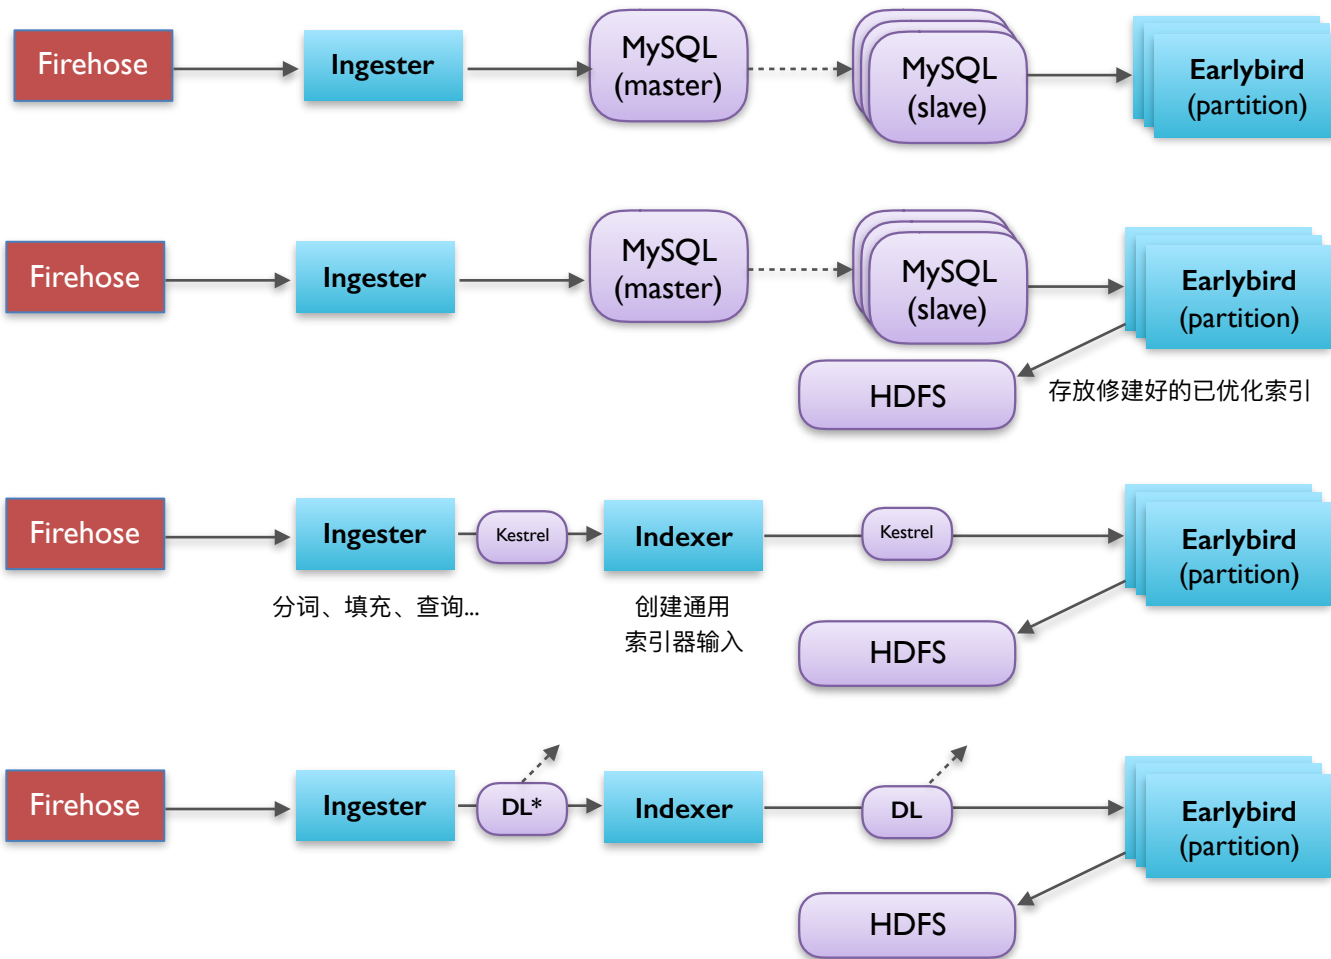 Firehose
Ingester
MySQL
(master)
MySQL
(slave)
Earlybird
(partition)
Firehose
Ingester
MySQL
(master)
MySQL
(slave)
Earlybird
(partition)
HDFS
存放修建好的已优化索引
Firehose
Ingester
Kestrel
Indexer
Kestrel
Earlybird
(partition)
分词、填充、查询...
创建通用
索引器输入
HDFS
Firehose
Ingester
DL*
Indexer
DL
Earlybird
(partition)
HDFS